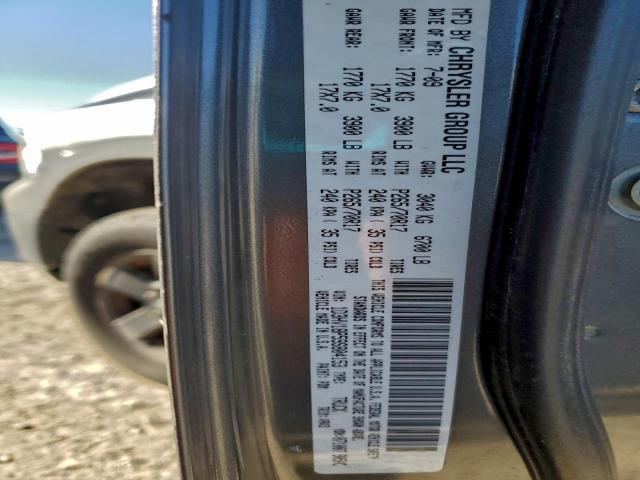 MFD BY CHRYSLER GROUP LLC
DATE OF MFR: 7-09 GVWR 3040 KG 6700 LB
GAWR FRONT: 1770 KG 3900 LB WITH P265/70R17 TIRES
17X7.0 RIMS AT 240 KPA / 35 PSI COLD
GAWR REAR: 1770 KG 3900 LB WITH P265/70R17 TIRES
17X7.0 RIMS AT 240 KPA / 35 PSI COLD
THIS VEHICLE CONFORMS TO ALL APPLICABLE U.S.A. FEDERAL MOTOR VEHICLE SAFETY
STANDARDS IN EFFECT ON THE DATE OF MANUFACTURE SHOWN ABOVE.
VIN: TYPE: TRUCK
VEHICLE MADE IN U.S.A. PAINT: TRIM: